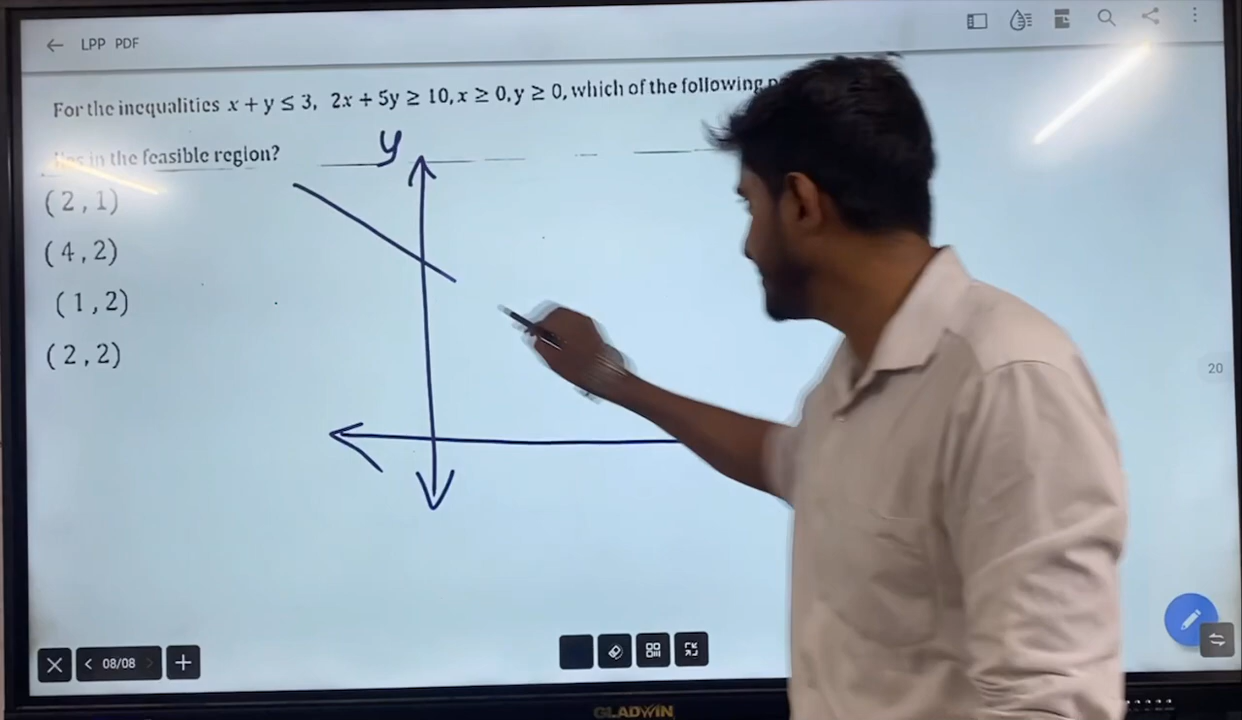 LPP PDF
For the inequalities x + y ≤ 3, 2x + 5y ≥ 10, x ≥ 0, y ≥ 0, which of the following
in the feasible region?
y
(2,1)
(4,2)
(1,2)
(2,2)
20
08/08
GLADWIN